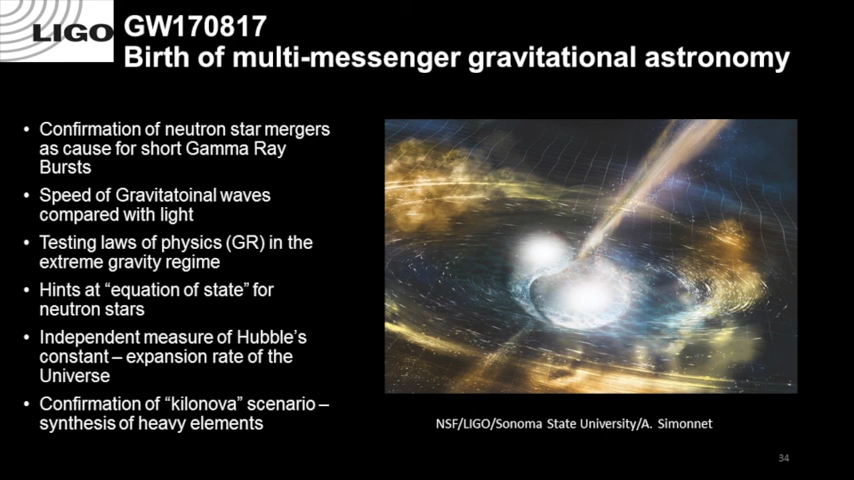 LIGO
GW170817
Birth of multi-messenger gravitational astronomy
• Confirmation of neutron star mergers
as cause for short Gamma Ray
Bursts
• Speed of Gravitatoinal waves
compared with light
• Testing laws of physics (GR) in the
extreme gravity regime
• Hints at “equation of state” for
neutron stars
• Independent measure of Hubble’s
constant – expansion rate of the
Universe
• Confirmation of “kilonova” scenario –
synthesis of heavy elements
NSF/LIGO/Sonoma State University/A. Simonnet
34